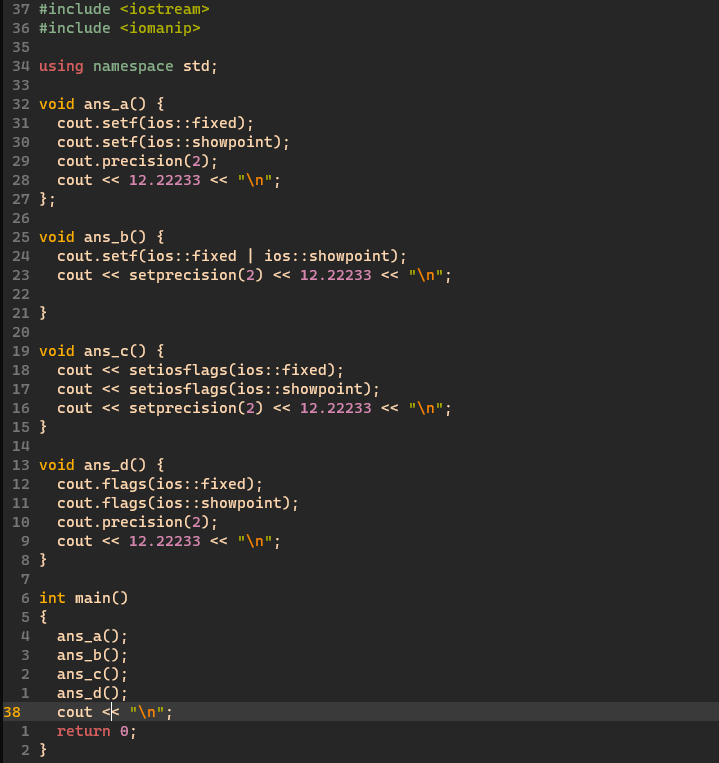 37 #include <iostream>
36 #include <iomanip>
35
34 using namespace std;
33
32 void ans_a() {
31   cout.setf(ios::fixed);
30   cout.setf(ios::showpoint);
29   cout.precision(2);
28   cout << 12.22233 << "\n";
27 };
26
25 void ans_b() {
24   cout.setf(ios::fixed | ios::showpoint);
23   cout << setprecision(2) << 12.22233 << "\n";
22
21 }
20
19 void ans_c() {
18   cout << setiosflags(ios::fixed);
17   cout << setiosflags(ios::showpoint);
16   cout << setprecision(2) << 12.22233 << "\n";
15 }
14
13 void ans_d() {
12   cout.flags(ios::fixed);
11   cout.flags(ios::showpoint);
10   cout.precision(2);
9   cout << 12.22233 << "\n";
8 }
7
6 int main()
5 {
4   ans_a();
3   ans_b();
2   ans_c();
1   ans_d();
38   cout << "\n";
1   return 0;
2 }